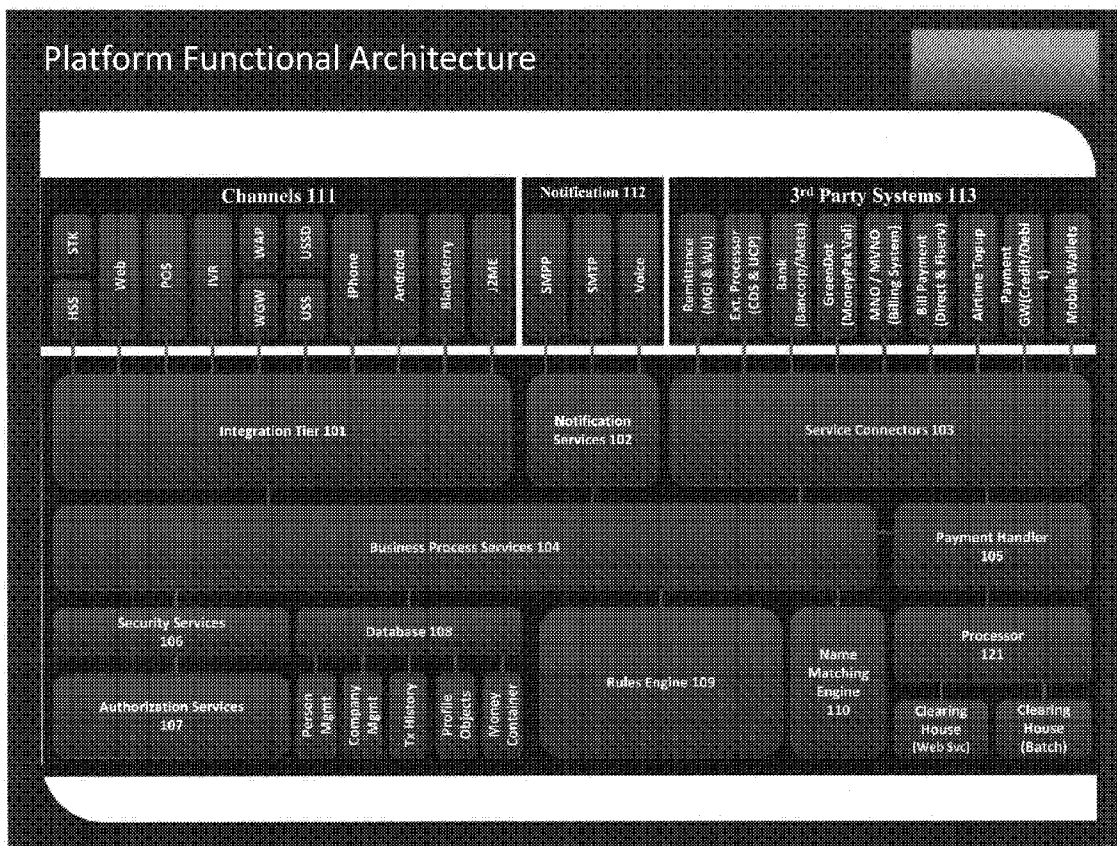 Platform Functional Architecture
Channels 111
Notification 112
3rd Party Systems 113
STK
HSS
Web
POS
IVR
WAP
WGW
USSD
USS
iPhone
Android
BlackBerry
J2ME
SMPP
SMTP
Voice
Remittance
(MGI & WU)
Ext. Processor
(CDS & UCP)
Bank
(Bancorp/Meta)
GreenDot
(MoneyPak Val)
MNO / MVNO
(Billing System)
Bill Payment
(Direct & Fiserv)
Airtime Topup
Payment
GW(Credit/Debi
t)
Mobile Wallets
Integration Tier 101
Notification
Services 102
Service Connectors 103
Business Process Services 104
Payment Handler
105
Security Services
106
Database 108
Rules Engine 109
Name
Matching
Engine
110
Processor
121
Authorization Services
107
Person
Mgmt
Company
Mgmt
Tx History
Profile
Objects
Money
Container
Clearing
House
(Web Svc)
Clearing
House
(Batch)